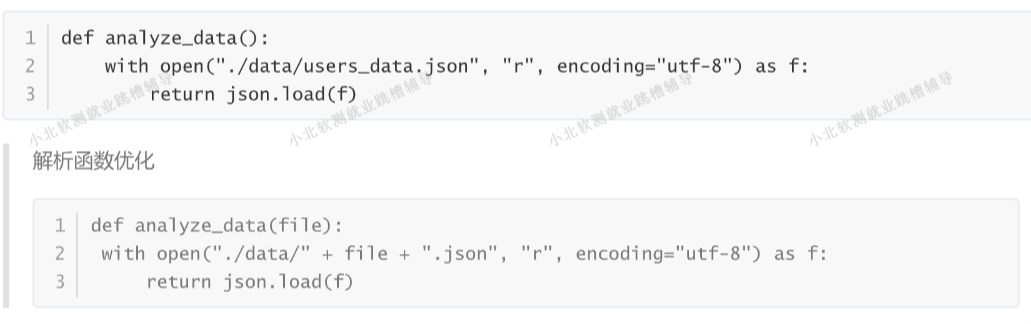 1 def analyze_data():
2     with open("./data/users_data.json", "r", encoding="utf-8") as f:
3         return json.load(f)
小北软测就业跳槽辅导 小北软测就业跳槽辅导 小北软测就业跳槽辅导 小北软测就业跳槽辅导
解析函数优化
1 def analyze_data(file):
2  with open("./data/" + file + ".json", "r", encoding="utf-8") as f:
3     return json.load(f)